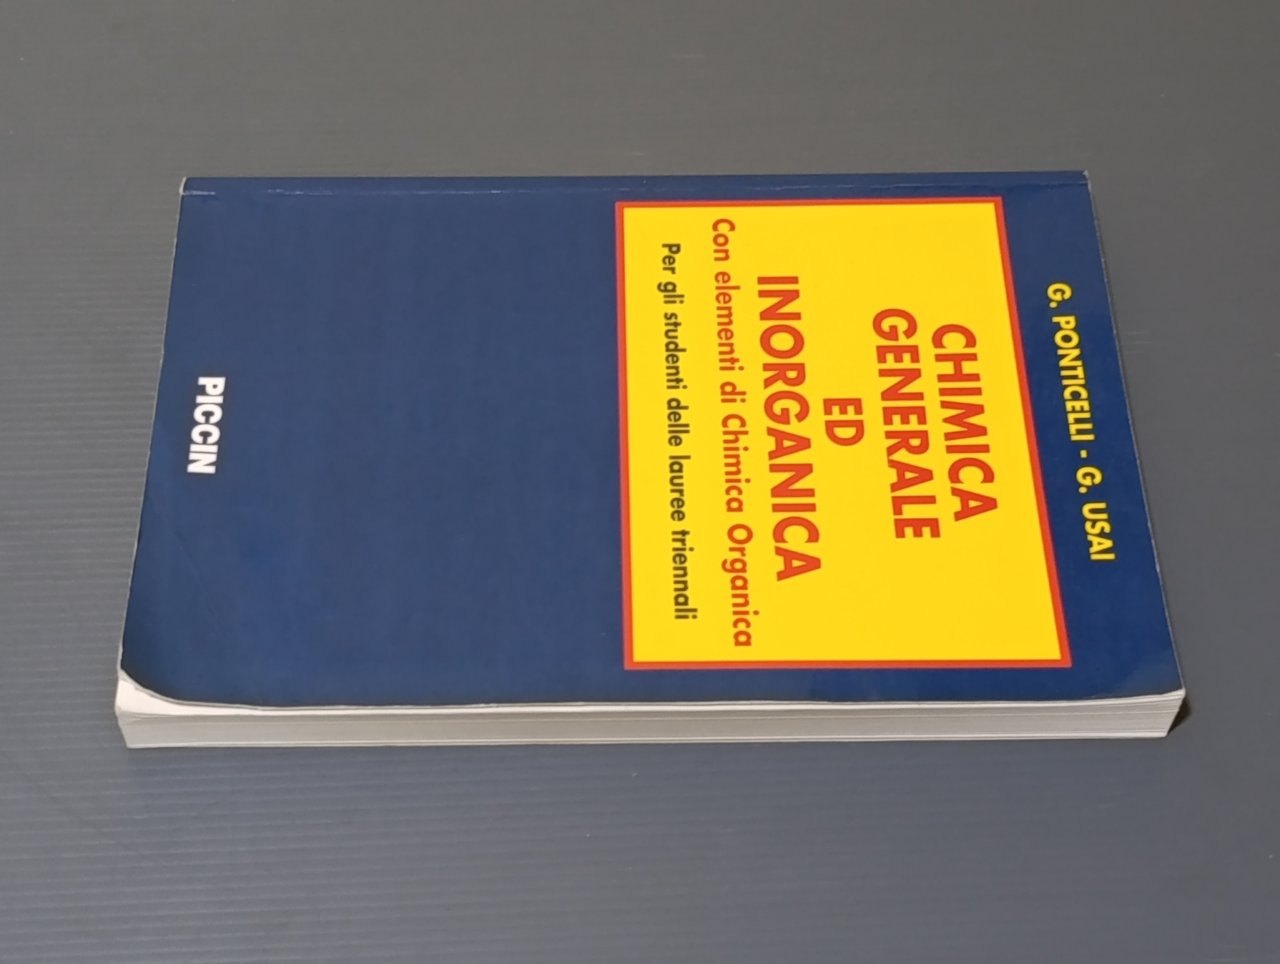 G. PONTICELLI - G. USAI
CHIMICA
GENERALE
ED
INORGANICA
Con elementi di Chimica Organica
Per gli studenti delle lauree triennali
PICCIN